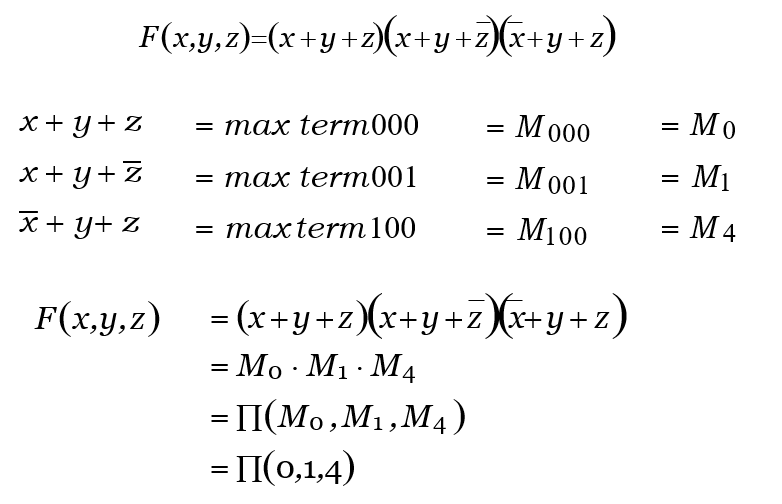 F(x,y,z)=(x+y+z)(x+y+z̅)(x̅+y+z)
x+y+z = max term000 = M₀₀₀ = M₀
x+y+z̅ = max term001 = M₀₀₁ = M₁
x̅+y+z = maxterm100 = M₁₀₀ = M₄
F(x,y,z) = (x+y+z)(x+y+z̅)(x̅+y+z)
= M₀ · M₁ · M₄
= ∏(M₀,M₁,M₄)
= ∏(0,1,4)